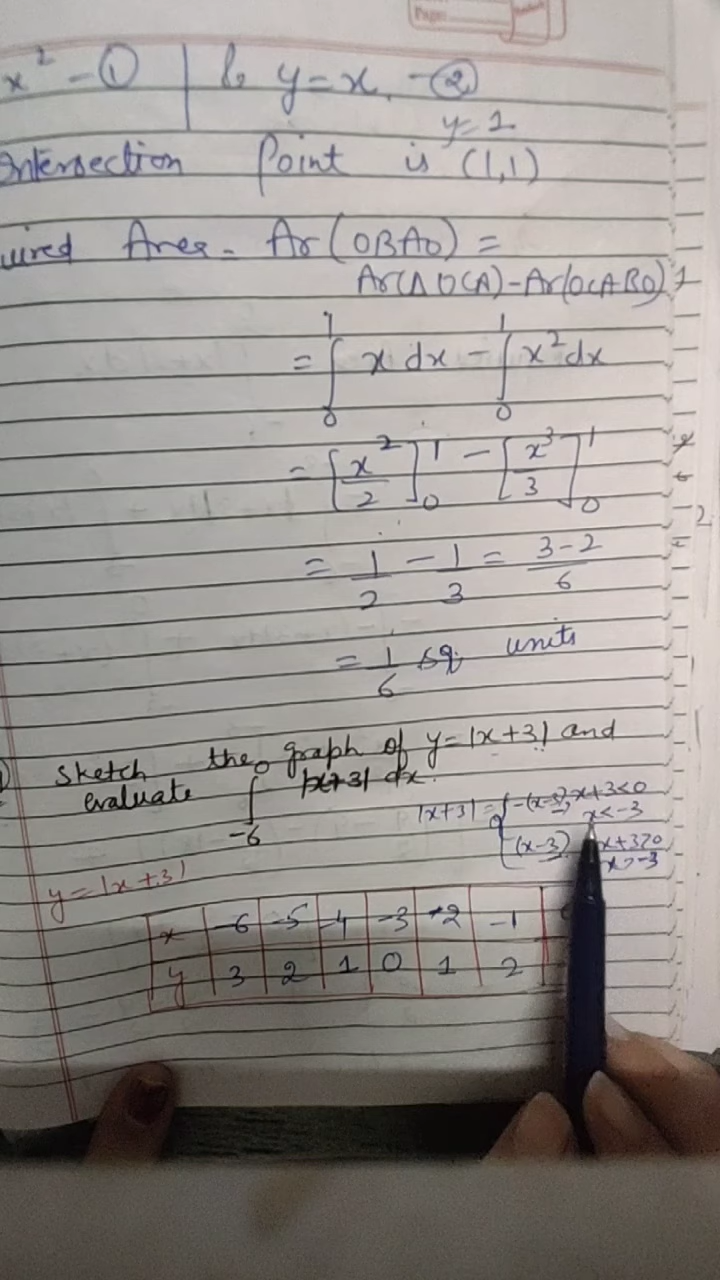 Page:
x² - ① | & y = x - ②
y = 1
Intersection Point is (1,1)
uired Area = Ar(OBAO) =
Ar(Δ OCA) - Ar(OCABO)
= ∫₀¹ x dx - ∫₀¹ x² dx
= [x²/2]₀¹ - [x³/3]₀¹
= 1/2 - 1/3 = 3-2/6
= 1/6 sq. units
Sketch the graph of y = |x+3| and
evaluate ∫₋₆⁰ |x+3| dx.
|x+3| = { -(x-3), x+3<0
x<-3
(x-3) x+3≥0
x≥-3
y = |x+3|
x | -6 | -5 | -4 | -3 | -2 | -1
y | 3 | 2 | 1 | 0 | 1 | 2